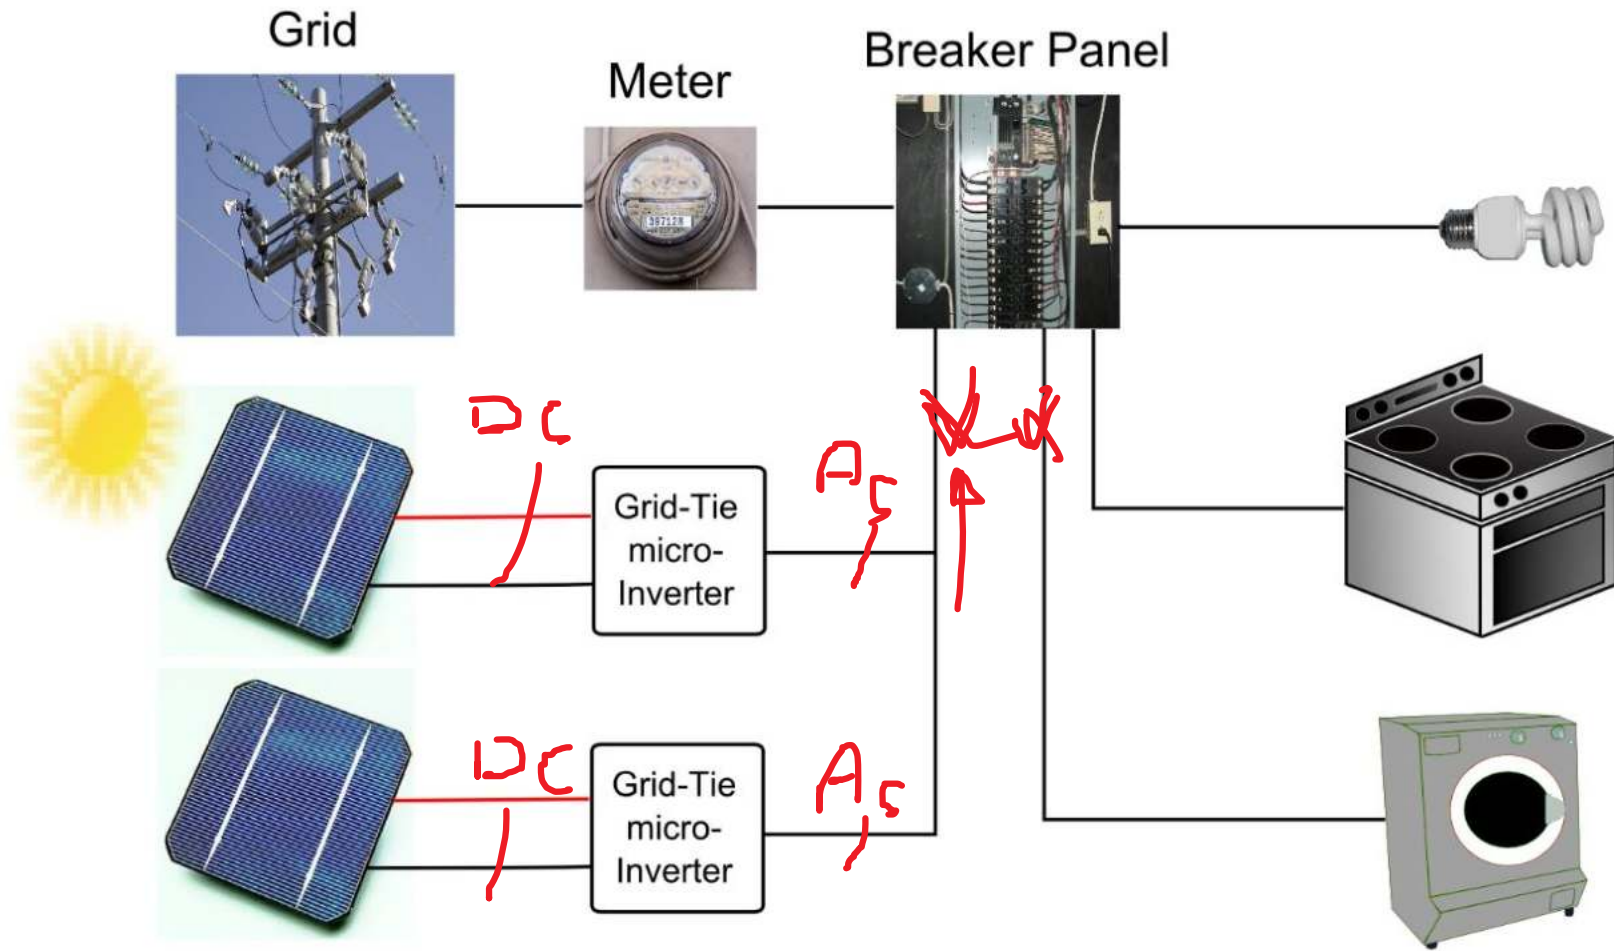 Grid
Meter
Breaker Panel
DC
Grid-Tie
micro-
Inverter
DC
Grid-Tie
micro-
Inverter